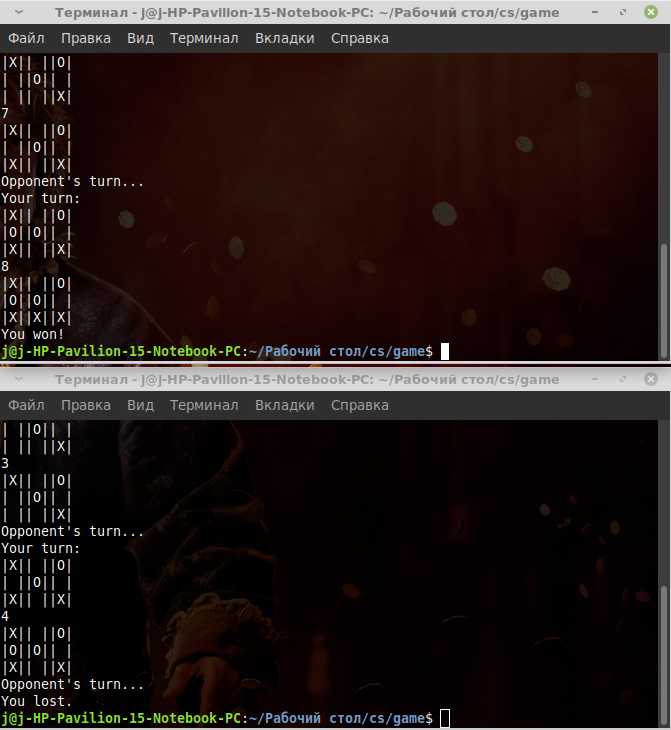 Терминал - j@j-HP-Pavilion-15-Notebook-PC: ~/Рабочий стол/cs/game
Файл Правка Вид Терминал Вкладки Справка
|X|| ||O|
| ||O|| |
| || ||X|
7
|X|| ||O|
| ||O|| |
|X|| ||X|
Opponent's turn...
Your turn:
|X|| ||O|
|O||O|| |
|X|| ||X|
8
|X|| ||O|
|O||O|| |
|X||X||X|
You won!
j@j-HP-Pavilion-15-Notebook-PC:~/Рабочий стол/cs/game$
Терминал - j@j-HP-Pavilion-15-Notebook-PC: ~/Рабочий стол/cs/game
Файл Правка Вид Терминал Вкладки Справка
| ||O|| |
| || ||X|
3
|X|| ||O|
| ||O|| |
| || ||X|
Opponent's turn...
Your turn:
|X|| ||O|
| ||O|| |
|X|| ||X|
4
|X|| ||O|
|O||O|| |
|X|| ||X|
Opponent's turn...
You lost.
j@j-HP-Pavilion-15-Notebook-PC:~/Рабочий стол/cs/game$